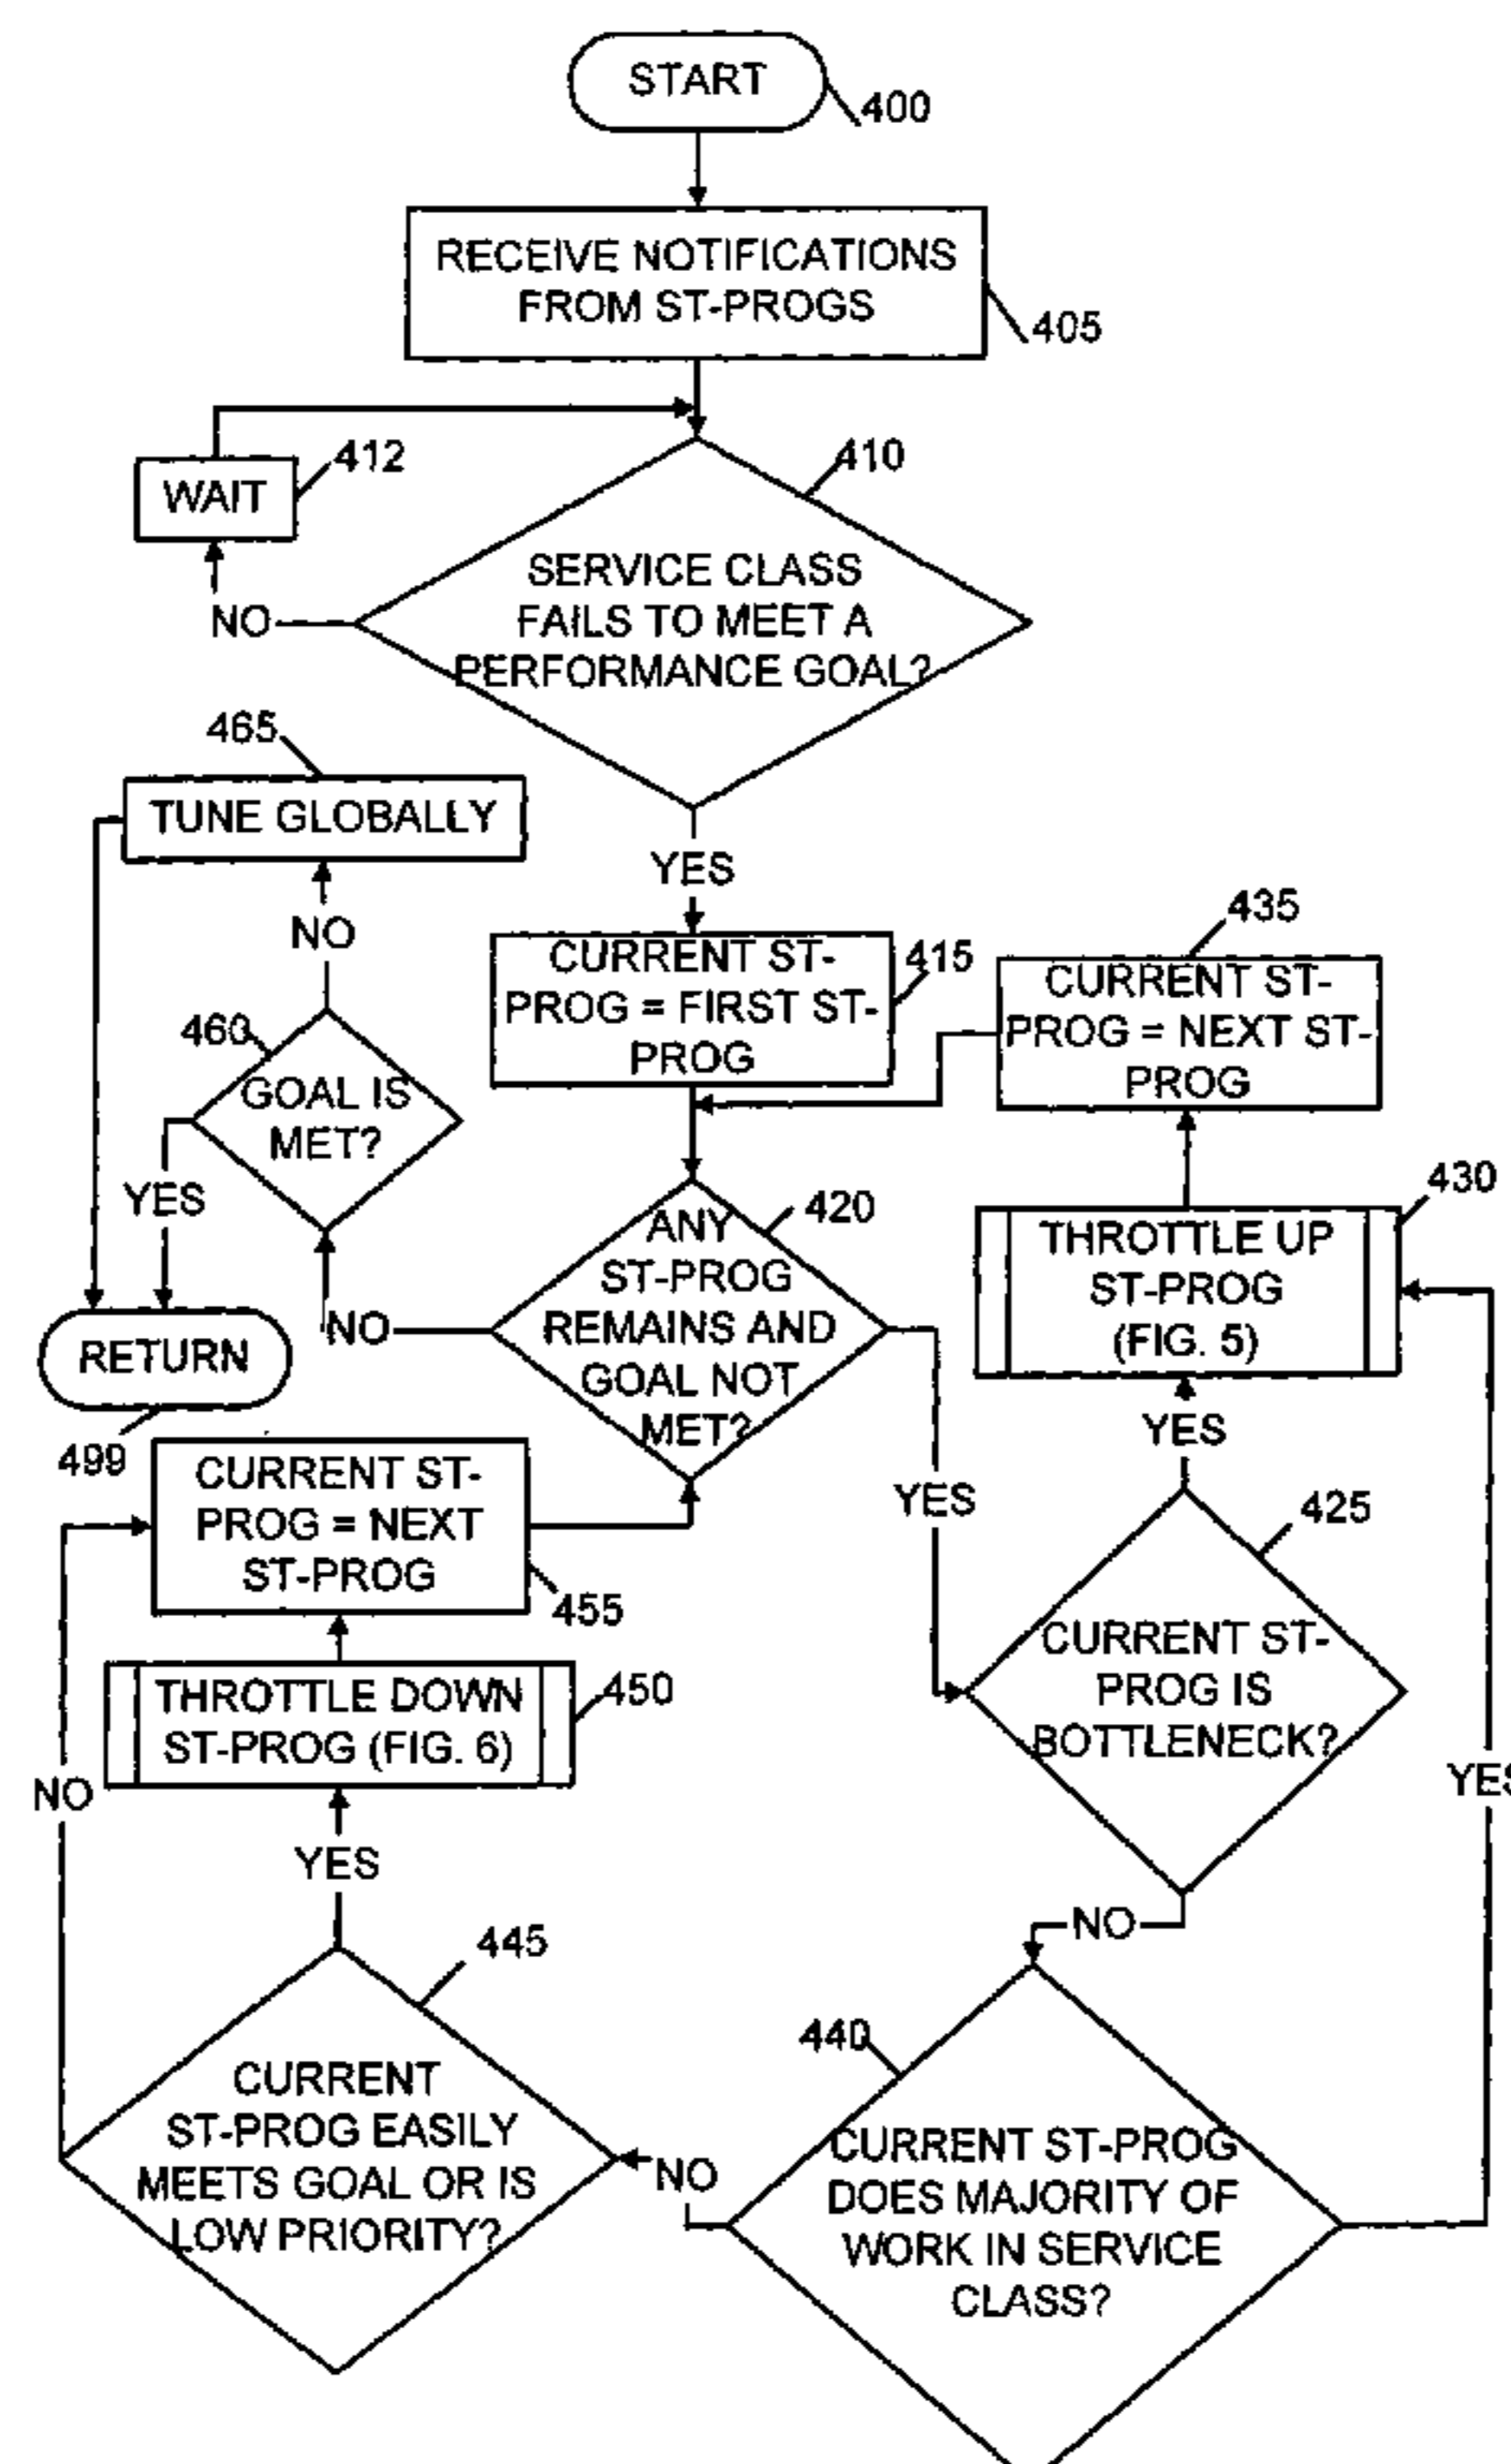 START
400
RECEIVE NOTIFICATIONS
FROM ST-PROGS
405
412
WAIT
410
NO
SERVICE CLASS
FAILS TO MEET A
PERFORMANCE GOAL?
465
TUNE GLOBALLY
YES
NO
435
CURRENT ST-
PROG = FIRST ST-
PROG
415
CURRENT ST-
PROG = NEXT ST-
PROG
460
GOAL IS
MET?
YES
430
420
ANY
ST-PROG
REMAINS AND
GOAL NOT
MET?
THROTTLE UP
ST-PROG
(FIG. 5)
NO
RETURN
499
YES
YES
425
CURRENT ST-
PROG = NEXT
ST-PROG
455
CURRENT ST-
PROG IS
BOTTLENECK?
THROTTLE DOWN
ST-PROG (FIG. 6)
450
NO
YES
YES
NO
445
440
CURRENT
ST-PROG EASILY
MEETS GOAL OR IS
LOW PRIORITY?
NO
CURRENT ST-PROG
DOES MAJORITY OF
WORK IN SERVICE
CLASS?